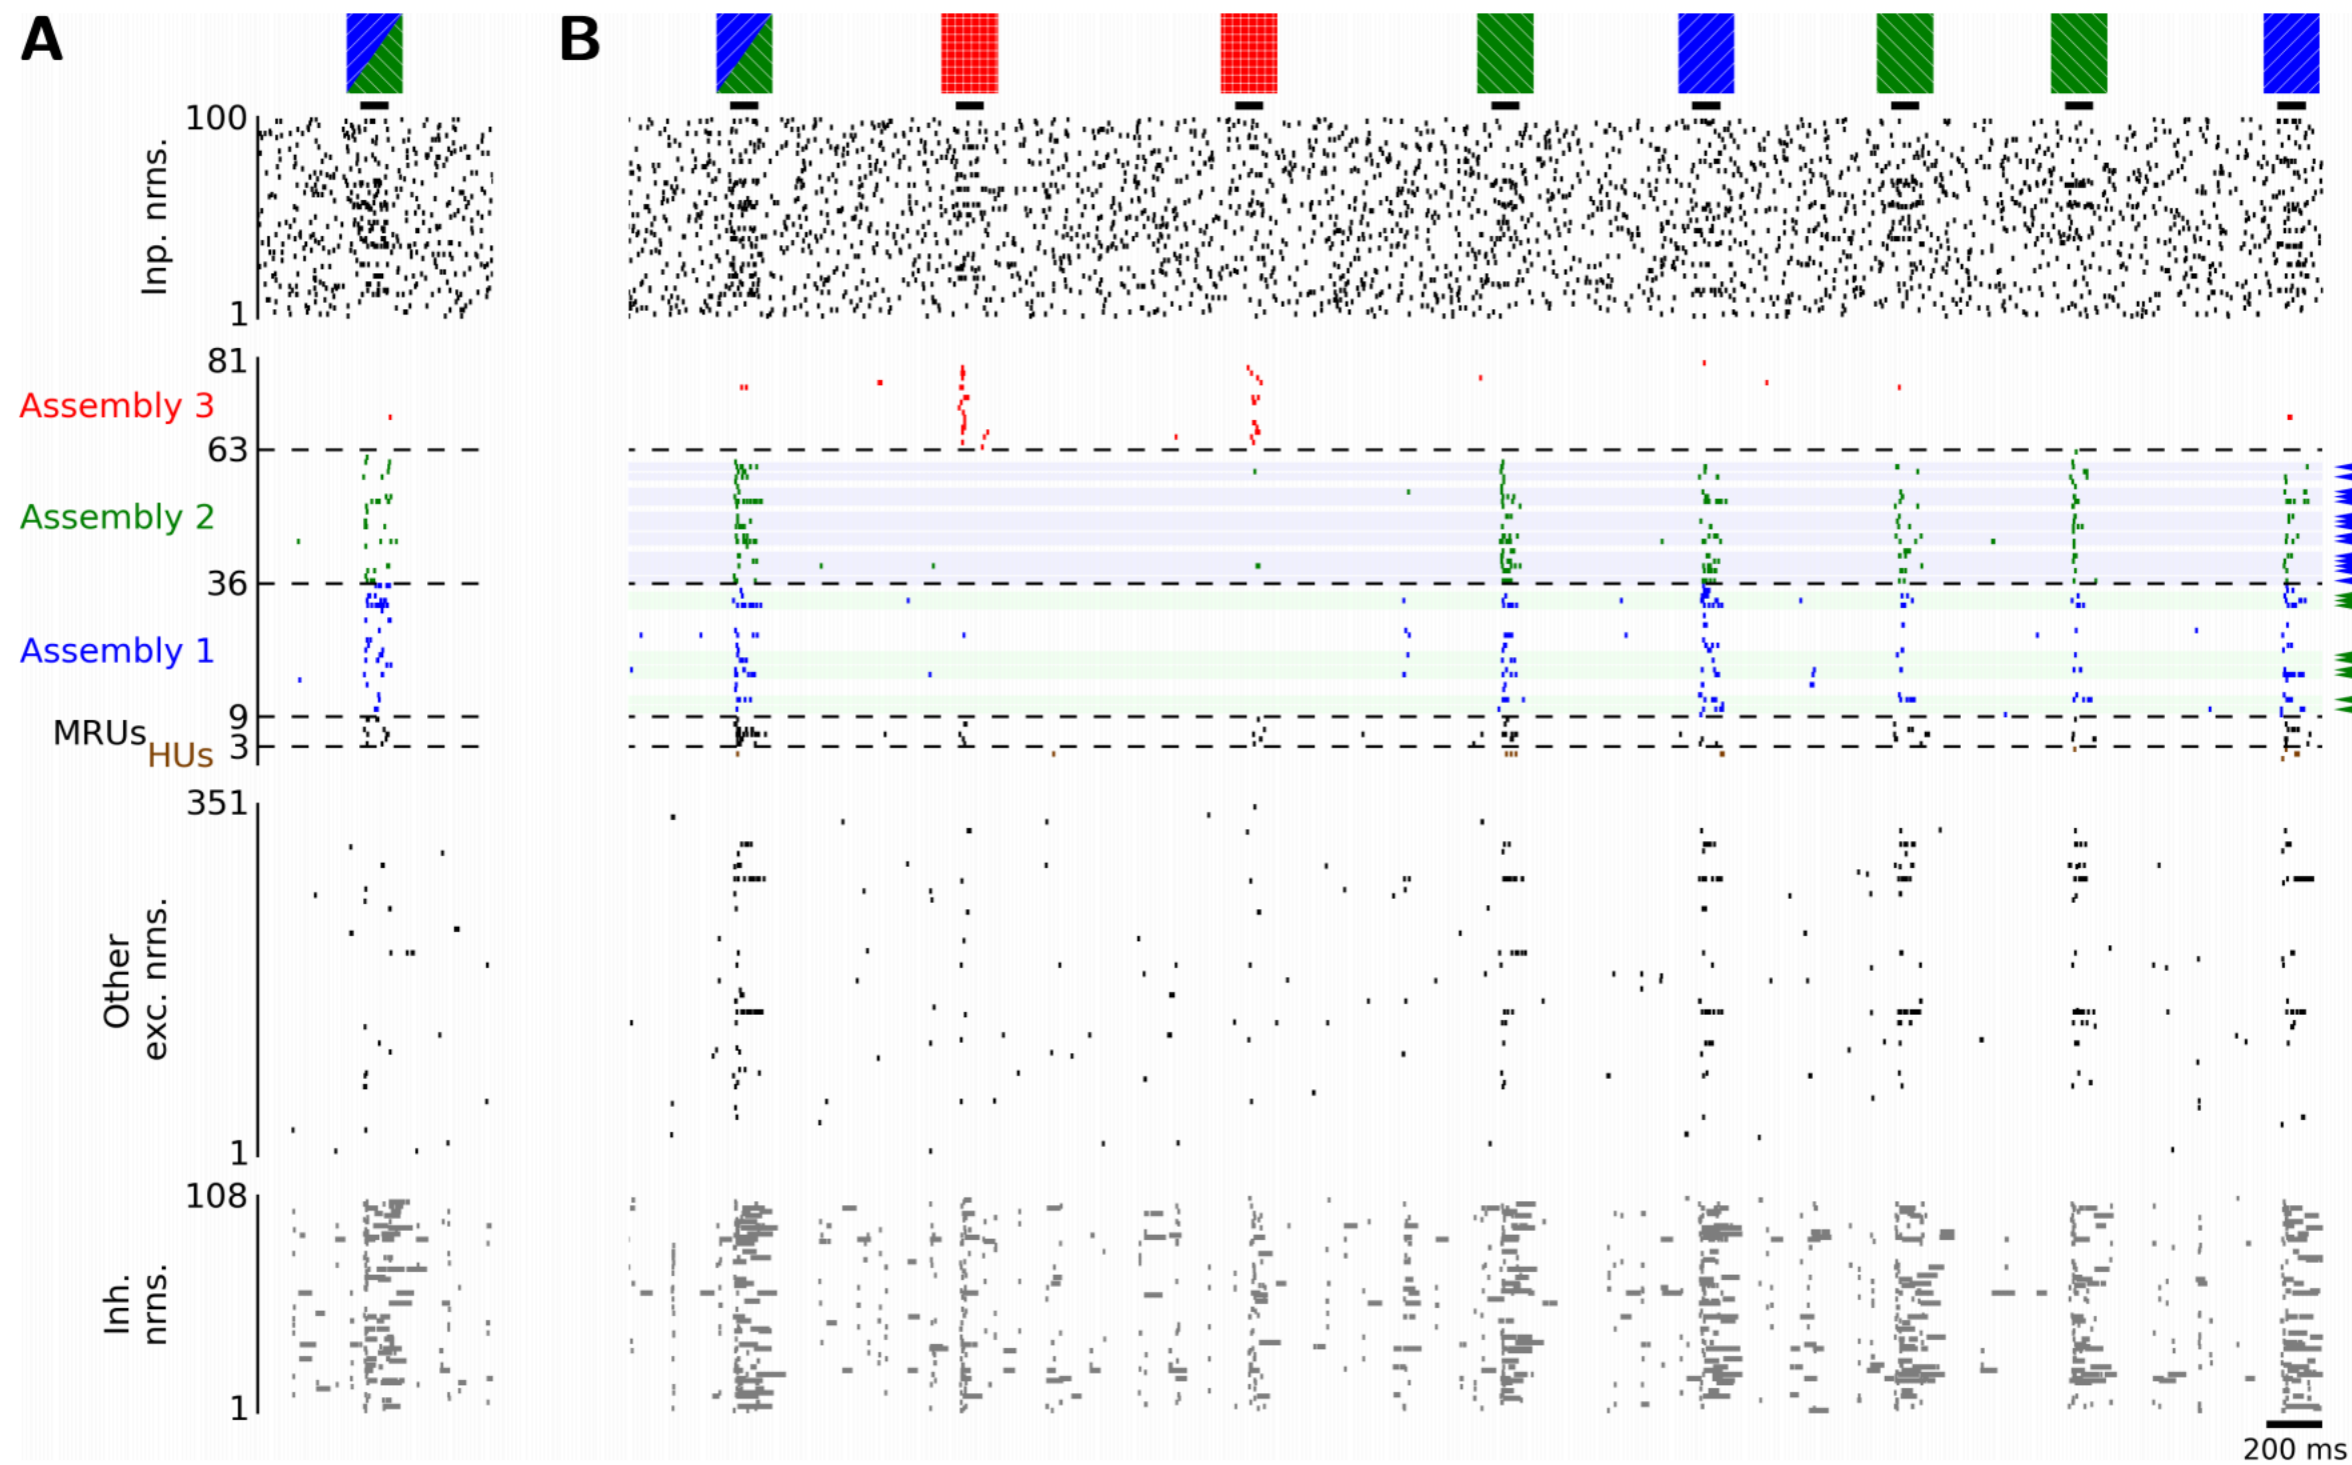 A
B
100
Inp. nrns.
1
81
Assembly 3
63
Assembly 2
36
Assembly 1
9
MRUs
3
HUs
351
Other
exc. nrns.
1
108
Inh.
nrns.
1
200 ms